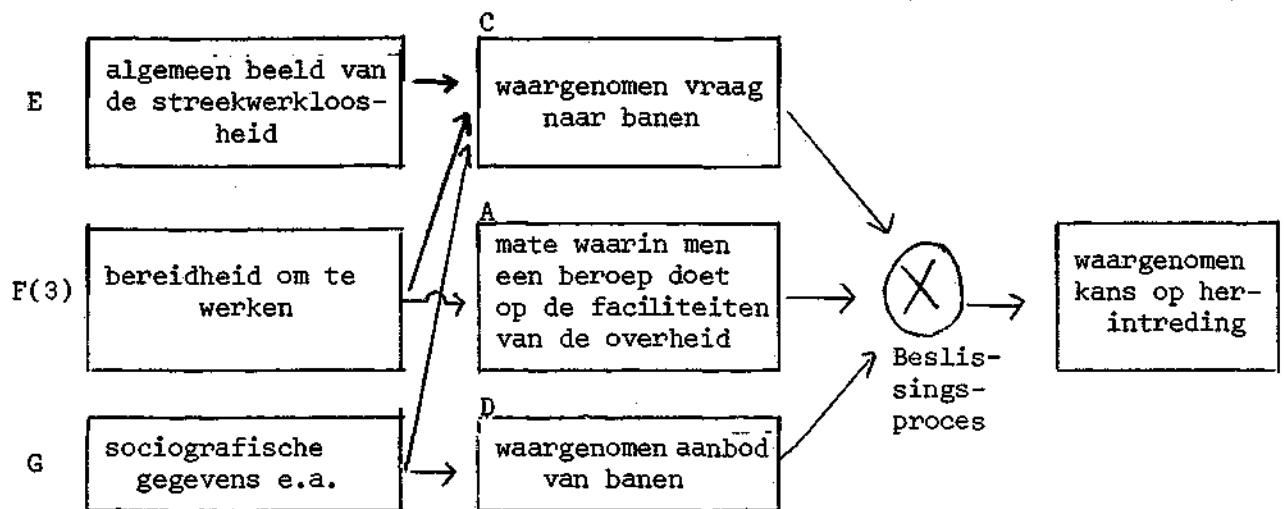 C
E
algemeen beeld van
de streekwerkloos-
heid
waargenomen vraag
naar banen
F(3)
bereidheid om te
werken
A
mate waarin men
een beroep doet
op de faciliteiten
van de overheid
X
Beslis-
sings-
proces
waargenomen
kans op her-
intreding
G
sociografische
gegevens e.a.
D
waargenomen aanbod
van banen